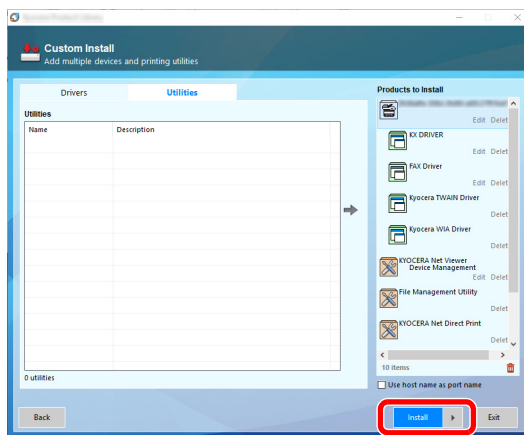 Custom Install
Add multiple devices and printing utilities
Drivers
Utilities
Utilities
Name
Description
0 utilities
Products to Install
Edit Delet
KX DRIVER
Edit Delet
FAX Driver
Edit Delet
Kyocera TWAIN Driver
Delet
Kyocera WIA Driver
Delet
KYOCERA Net Viewer
Device Management
Edit Delet
File Management Utility
Delet
KYOCERA Net Direct Print
Delet
10 items
Use host name as port name
Back
Install
Exit